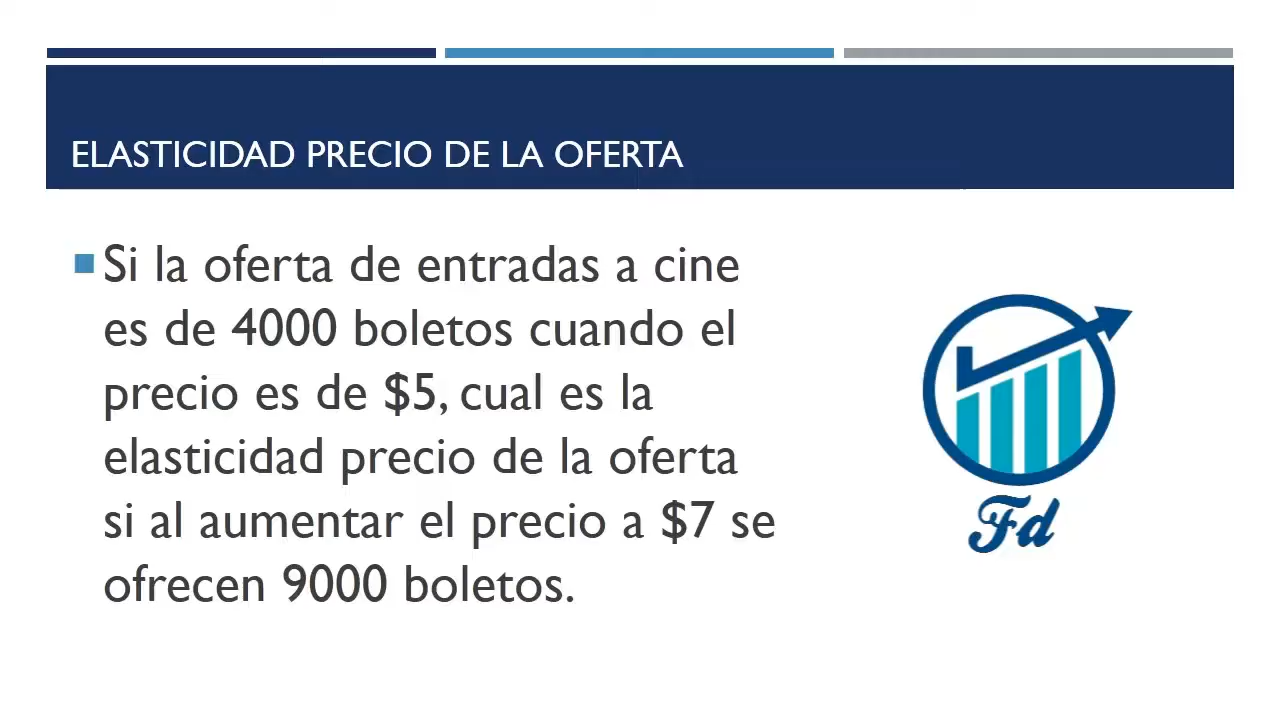 ELASTICIDAD PRECIO DE LA OFERTA
Si la oferta de entradas a cine
es de 4000 boletos cuando el
precio es de $5, cual es la
elasticidad precio de la oferta
si al aumentar el precio a $7 se
ofrecen 9000 boletos.
Fd